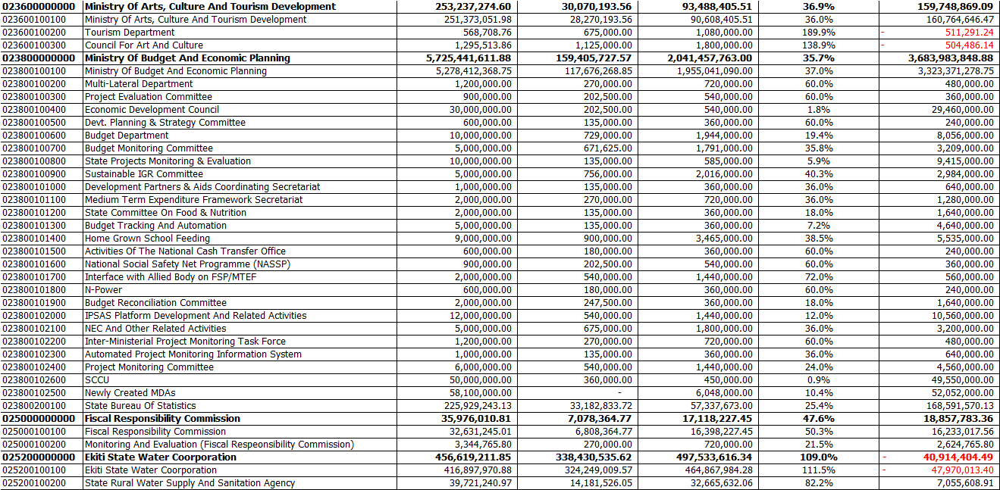 023600000000 Ministry Of Arts, Culture And Tourism Development 253,237,274.60 30,070,193.56 93,488,405.51 36.9% 159,748,869.09
023600100100 Ministry Of Arts, Culture And Tourism Development 251,373,051.98 28,270,193.56 90,608,405.51 36.0% 160,764,646.47
023600100200 Tourism Department 568,708.76 675,000.00 1,080,000.00 189.9% - 511,291.24
023600100300 Council For Art And Culture 1,295,513.86 1,125,000.00 1,800,000.00 138.9% - 504,486.14
023800000000 Ministry Of Budget And Economic Planning 5,725,441,611.88 159,405,727.57 2,041,457,763.00 35.7% 3,683,983,848.88
023800100100 Ministry Of Budget And Economic Planning 5,278,412,368.75 117,676,268.85 1,955,041,090.00 37.0% 3,323,371,278.75
023800100200 Multi-Lateral Department 1,200,000.00 270,000.00 720,000.00 60.0% 480,000.00
023800100300 Project Evaluation Committee 900,000.00 202,500.00 540,000.00 60.0% 360,000.00
023800100400 Economic Development Council 30,000,000.00 202,500.00 540,000.00 1.8% 29,460,000.00
023800100500 Devt. Planning & Strategy Committee 600,000.00 135,000.00 360,000.00 60.0% 240,000.00
023800100600 Budget Department 10,000,000.00 729,000.00 1,944,000.00 19.4% 8,056,000.00
023800100700 Budget Monitoring Committee 5,000,000.00 671,625.00 1,791,000.00 35.8% 3,209,000.00
023800100800 State Projects Monitoring & Evaluation 10,000,000.00 135,000.00 585,000.00 5.9% 9,415,000.00
023800100900 Sustainable IGR Committee 5,000,000.00 756,000.00 2,016,000.00 40.3% 2,984,000.00
023800101000 Development Partners & Aids Coordinating Secretariat 1,000,000.00 135,000.00 360,000.00 36.0% 640,000.00
023800101100 Medium Term Expenditure Framework Secretariat 2,000,000.00 270,000.00 720,000.00 36.0% 1,280,000.00
023800101200 State Committee On Food & Nutrition 2,000,000.00 135,000.00 360,000.00 18.0% 1,640,000.00
023800101300 Budget Tracking And Automation 5,000,000.00 135,000.00 360,000.00 7.2% 4,640,000.00
023800101400 Home Grown School Feeding 9,000,000.00 900,000.00 3,465,000.00 38.5% 5,535,000.00
023800101500 Activities Of The National Cash Transfer Office 600,000.00 180,000.00 360,000.00 60.0% 240,000.00
023800101600 National Social Safety Net Programme (NASSP) 900,000.00 202,500.00 540,000.00 60.0% 360,000.00
023800101700 Interface with Allied Body on FSP/MTEF 2,000,000.00 540,000.00 1,440,000.00 72.0% 560,000.00
023800101800 N-Power 600,000.00 180,000.00 360,000.00 60.0% 240,000.00
023800101900 Budget Reconciliation Committee 2,000,000.00 247,500.00 360,000.00 18.0% 1,640,000.00
023800102000 IPSAS Platform Development And Related Activities 12,000,000.00 540,000.00 1,440,000.00 12.0% 10,560,000.00
023800102100 NEC And Other Related Activities 5,000,000.00 675,000.00 1,800,000.00 36.0% 3,200,000.00
023800102200 Inter-Ministerial Project Monitoring Task Force 1,200,000.00 270,000.00 720,000.00 60.0% 480,000.00
023800102300 Automated Project Monitoring Information System 1,000,000.00 135,000.00 360,000.00 36.0% 640,000.00
023800102400 Project Monitoring Committee 6,000,000.00 540,000.00 1,440,000.00 24.0% 4,560,000.00
023800102600 SCCU 50,000,000.00 360,000.00 450,000.00 0.9% 49,550,000.00
023800102500 Newly Created MDAs 58,100,000.00 - 6,048,000.00 10.4% 52,052,000.00
023800200100 State Bureau Of Statistics 225,929,243.13 33,182,833.72 57,337,673.00 25.4% 168,591,570.13
025000000000 Fiscal Responsibility Commission 35,976,010.81 7,078,364.77 17,118,227.45 47.6% 18,857,783.36
025000100100 Fiscal Responsibility Commission 32,631,245.01 6,808,364.77 16,398,227.45 50.3% 16,233,017.56
025000100200 Monitoring And Evaluation (Fiscal Respeonsibility Commission) 3,344,765.80 270,000.00 720,000.00 21.5% 2,624,765.80
025200000000 Ekiti State Water Coorporation 456,619,211.85 338,430,535.62 497,533,616.34 109.0% - 40,914,404.49
025200100100 Ekiti State Water Coorporation 416,897,970.88 324,249,009.57 464,867,984.28 111.5% - 47,970,013.40
025200100200 State Rural Water Supply And Sanitation Agency 39,721,240.97 14,181,526.05 32,665,632.06 82.2% 7,055,608.91